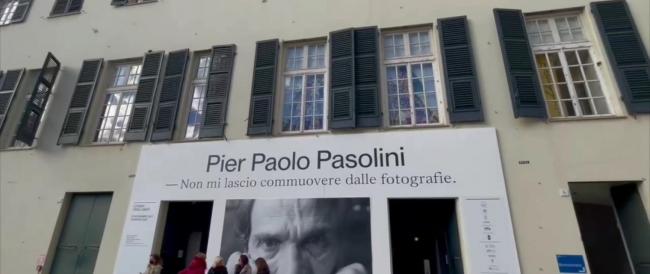 Pier Paolo Pasolini
— Non mi lascio commuovere dalle fotografie.